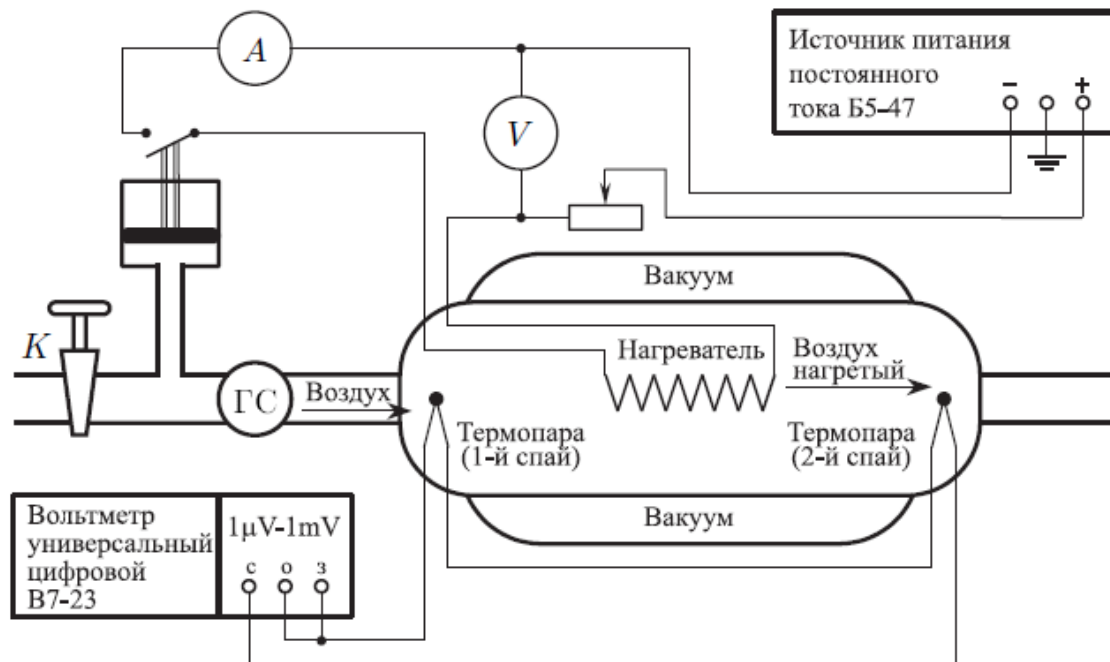 A
Источник питания
постоянного
тока Б5-47
- +
V
Вакуум
K
Нагреватель
Воздух
нагретый
ГС
Воздух
Термопара
(1-й спай)
Термопара
(2-й спай)
Вольтметр
универсальный
цифровой
В7-23
1μV-1mV
с о з
Вакуум